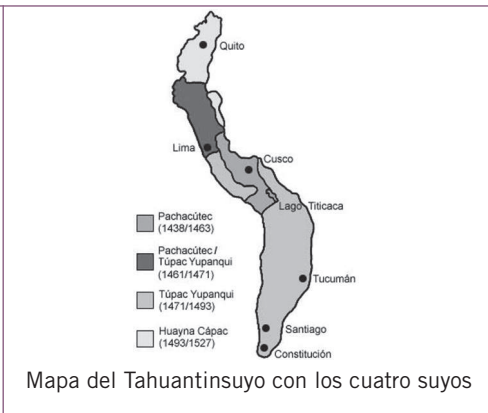 Quito
Lima
Cusco
Lago Titicaca
Pachacútec
(1438/1463)
Pachacútec /
Túpac Yupanqui
(1461/1471)
Túpac Yupanqui
(1471/1493)
Huayna Cápac
(1493/1527)
Tucumán
Santiago
Constitución
Mapa del Tahuantinsuyo con los cuatro suyos